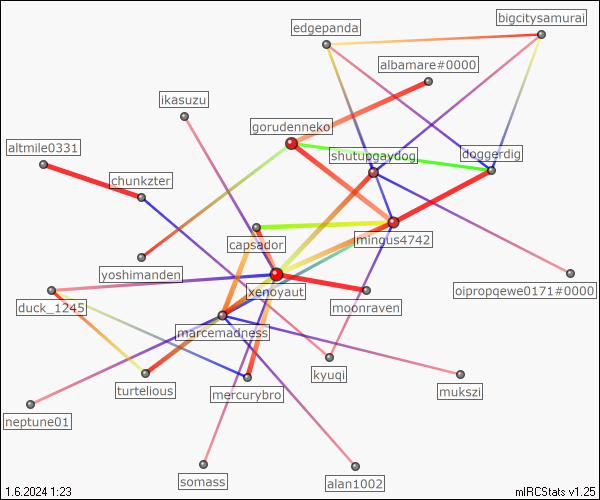 bigcitysamurai
edgepanda
albamare#0000
ikasuzu
gorudenneko
altmile0331
shutupgaydog
doggerdig
chunkzter
capsador
mingus4742
yoshimanden
xenoyaut
oipropqewe0171#0000
duck_1245
moonraven
marcemadness
kyuqi
turtelious
mercurybro
mukszi
neptune01
somass
alan1002
1.6.2024 1:23
mIRCStats v1.25